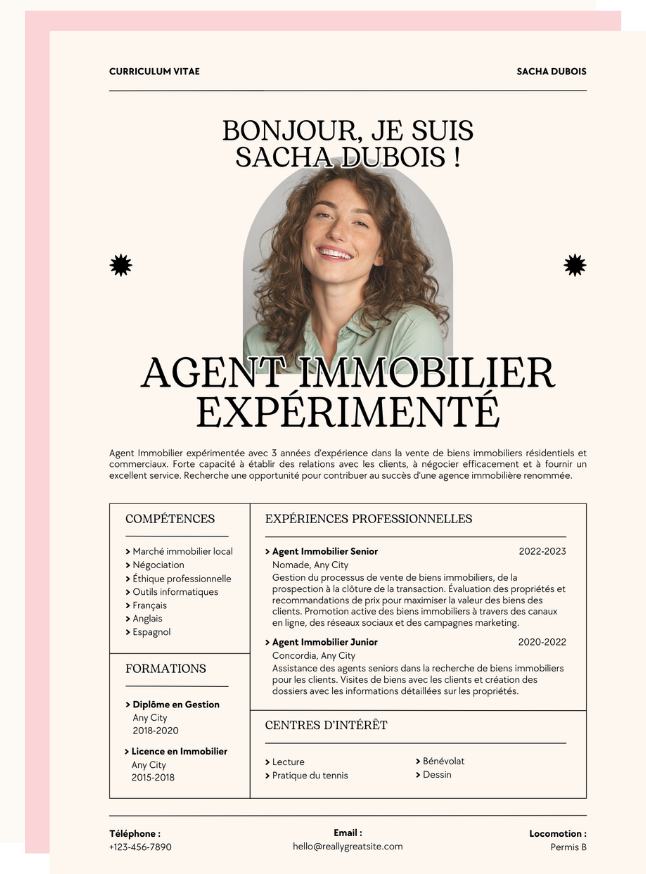 CURRICULUM VITAE
SACHA DUBOIS
BONJOUR, JE SUIS
SACHA DUBOIS !
AGENT IMMOBILIER
EXPÉRIMENTÉ
Agent Immobilier expérimentée avec 3 années d'expérience dans la vente de biens immobiliers résidentiels et
commerciaux. Forte capacité à établir des relations avec les clients, à négocier efficacement et à fournir un
excellent service. Recherche une opportunité pour contribuer au succès d'une agence immobilière renommée.
COMPÉTENCES
> Marché immobilier local
> Négociation
> Éthique professionnelle
> Outils informatiques
> Français
> Anglais
> Espagnol
FORMATIONS
> Diplôme en Gestion
Any City
2018-2020
> Licence en Immobilier
Any City
2015-2018
EXPÉRIENCES PROFESSIONNELLES
> Agent Immobilier Senior 2022-2023
Nomade, Any City
Gestion du processus de vente de biens immobiliers, de la
prospection à la clôture de la transaction. Évaluation des propriétés et
recommandations de prix pour maximiser la valeur des biens des
clients. Promotion active des biens immobiliers à travers des canaux
en ligne, des réseaux sociaux et des campagnes marketing.
> Agent Immobilier Junior 2020-2022
Concordia, Any City
Assistance des agents seniors dans la recherche de biens immobiliers
pour les clients. Visites de biens avec les clients et création des
dossiers avec les informations détaillées sur les propriétés.
CENTRES D'INTÉRÊT
> Lecture
> Pratique du tennis
> Bénévolat
> Dessin
Téléphone :
+123-456-7890
Email :
hello@reallygreatsite.com
Locomotion :
Permis B